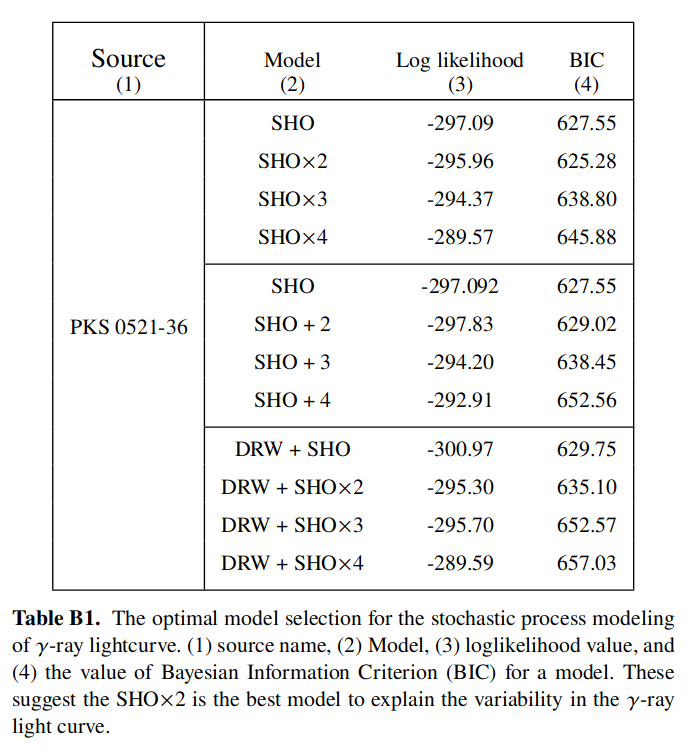 Source Model Log likelihood BIC
(1) (2) (3) (4)
SHO -297.09 627.55
SHO×2 -295.96 625.28
SHO×3 -294.37 638.80
SHO×4 -289.57 645.88
SHO -297.092 627.55
PKS 0521-36 SHO + 2 -297.83 629.02
SHO + 3 -294.20 638.45
SHO + 4 -292.91 652.56
DRW + SHO -300.97 629.75
DRW + SHO×2 -295.30 635.10
DRW + SHO×3 -295.70 652.57
DRW + SHO×4 -289.59 657.03
Table B1. The optimal model selection for the stochastic process modeling
of γ-ray lightcurve. (1) source name, (2) Model, (3) loglikelihood value, and
(4) the value of Bayesian Information Criterion (BIC) for a model. These
suggest the SHO×2 is the best model to explain the variability in the γ-ray
light curve.